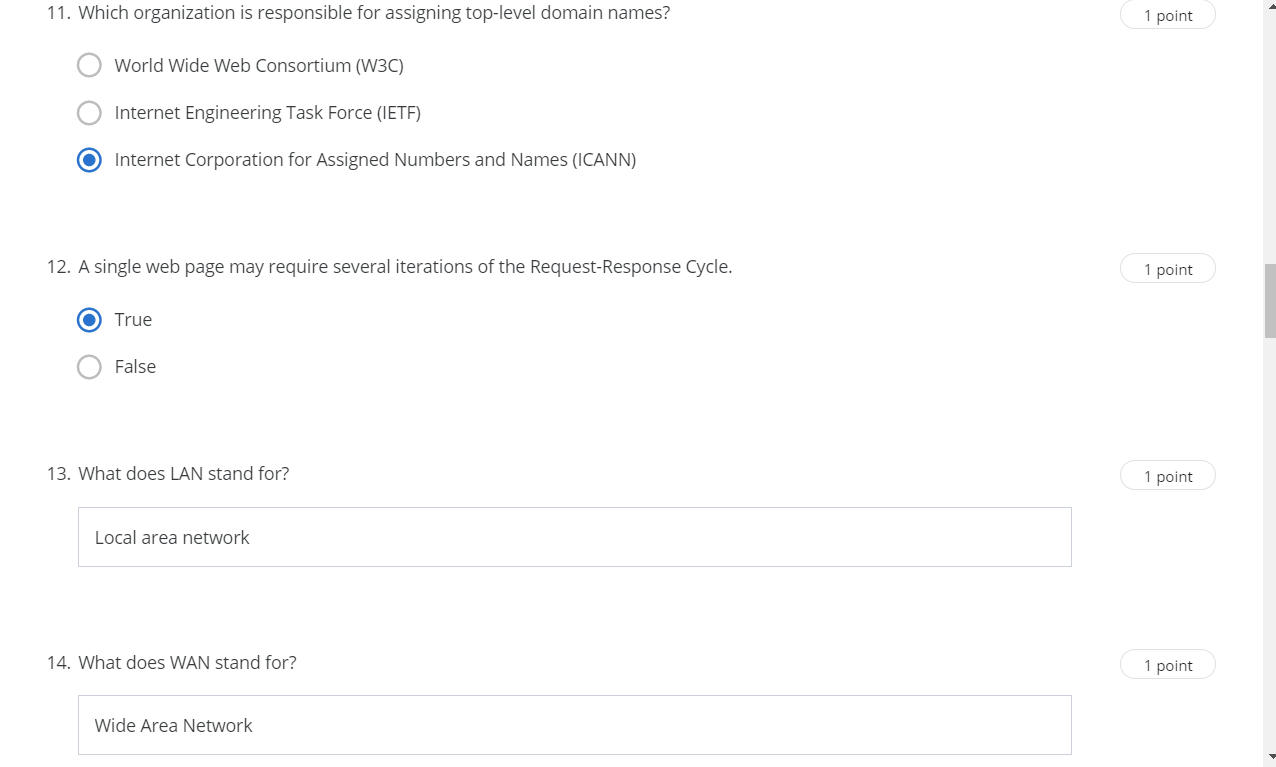 11. Which organization is responsible for assigning top-level domain names?
1 point
World Wide Web Consortium (W3C)
Internet Engineering Task Force (IETF)
Internet Corporation for Assigned Numbers and Names (ICANN)
12. A single web page may require several iterations of the Request-Response Cycle.
1 point
True
False
13. What does LAN stand for?
1 point
Local area network
14. What does WAN stand for?
1 point
Wide Area Network